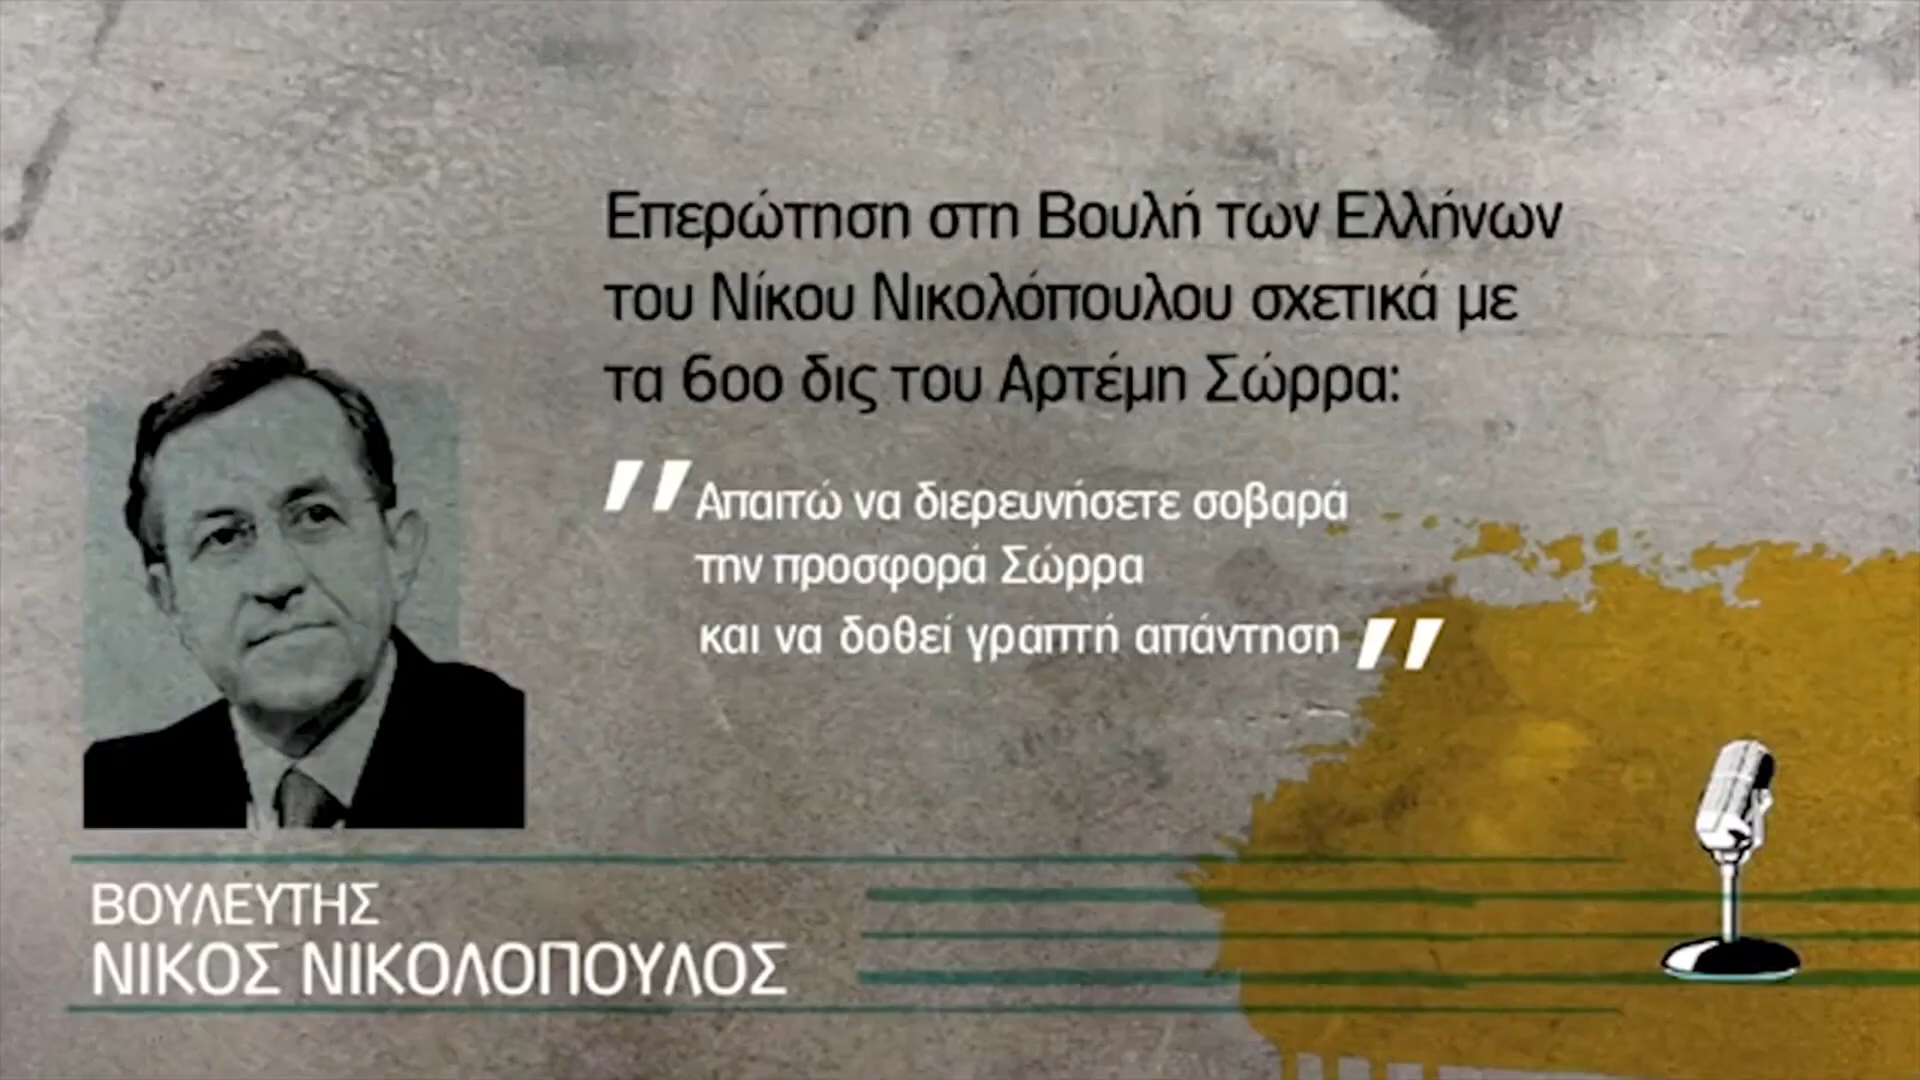 Επερώτηση στη Βουλή των Ελλήνων
του Νίκου Νικολόπουλου σχετικά με
τα 600 δις του Αρτέμη Σώρρα:
"Απαιτώ να διερευνήσετε σοβαρά
την προσφορά Σώρρα
και να δοθεί γραπτή απάντηση"
ΒΟΥΛΕΥΤΗΣ
ΝΙΚΟΣ ΝΙΚΟΛΟΠΟΥΛΟΣ